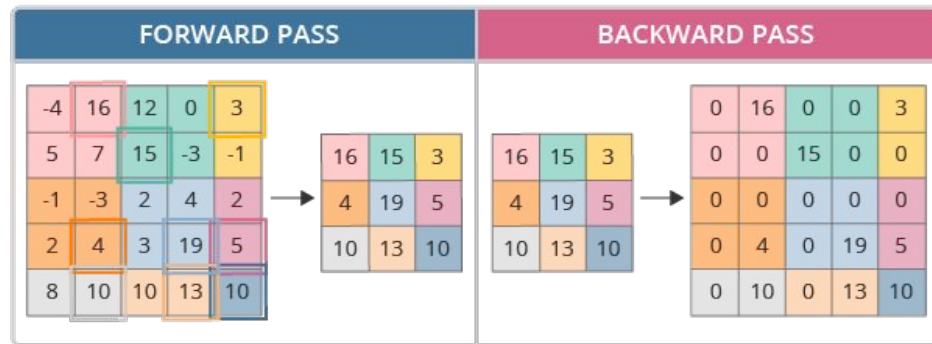 FORWARD PASS
BACKWARD PASS
-4 16 12 0 3
5 7 15 -3 -1
-1 -3 2 4 2
2 4 3 19 5
8 10 10 13 10
16 15 3
4 19 5
10 13 10
16 15 3
4 19 5
10 13 10
0 16 0 0 3
0 0 15 0 0
0 0 0 0 0
0 4 0 19 5
0 10 0 13 10